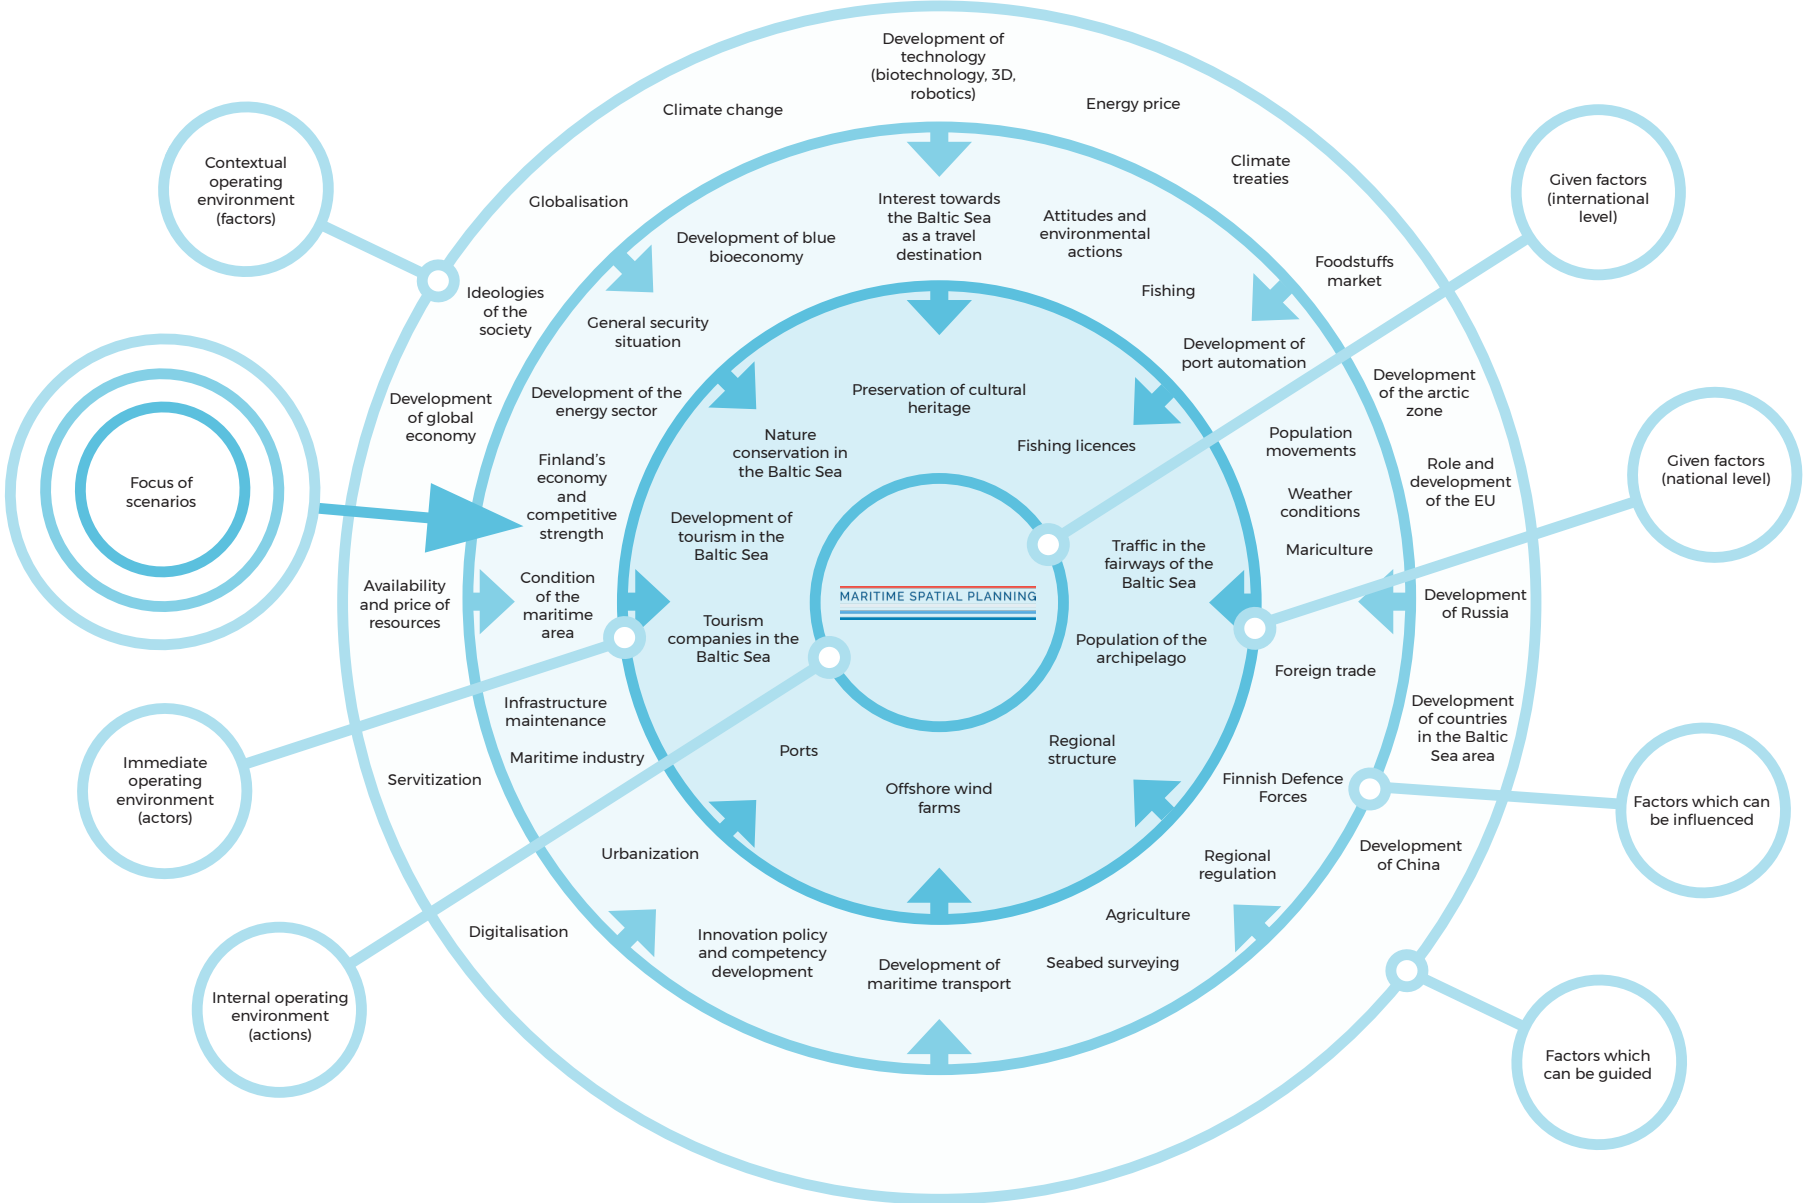 Development of
technology
(biotechnology, 3D,
robotics)
Climate change
Energy price
Climate
treaties
Globalisation
Foodstuffs
market
Ideologies
of the
society
Development
of the arctic
zone
Development
of global
economy
Role and
development
of the EU
Availability
and price of
resources
Development
of Russia
Development
of countries
in the Baltic
Sea area
Servitization
Development
of China
Digitalisation
Interest towards
the Baltic Sea
as a travel
destination
Attitudes and
environmental
actions
Development of blue
bioeconomy
Fishing
General security
situation
Development of
port automation
Development of the
energy sector
Population
movements
Finland’s
economy
and
competitive
strength
Weather
conditions
Mariculture
Condition
of the
maritime
area
Foreign trade
Infrastructure
maintenance
Maritime industry
Finnish Defence
Forces
Urbanization
Regional
regulation
Agriculture
Innovation policy
and competency
development
Development of
maritime transport
Seabed surveying
Preservation of cultural
heritage
Nature
conservation in
the Baltic Sea
Fishing licences
Development of
tourism in the
Baltic Sea
Traffic in the
fairways of the
Baltic Sea
Tourism
companies in the
Baltic Sea
Population of the
archipelago
Ports
Regional
structure
Offshore wind
farms
MARITIME SPATIAL PLANNING
Contextual
operating
environment
(factors)
Focus of
scenarios
Immediate
operating
environment
(actors)
Internal operating
environment
(actions)
Given factors
(international
level)
Given factors
(national level)
Factors which can
be influenced
Factors which
can be guided